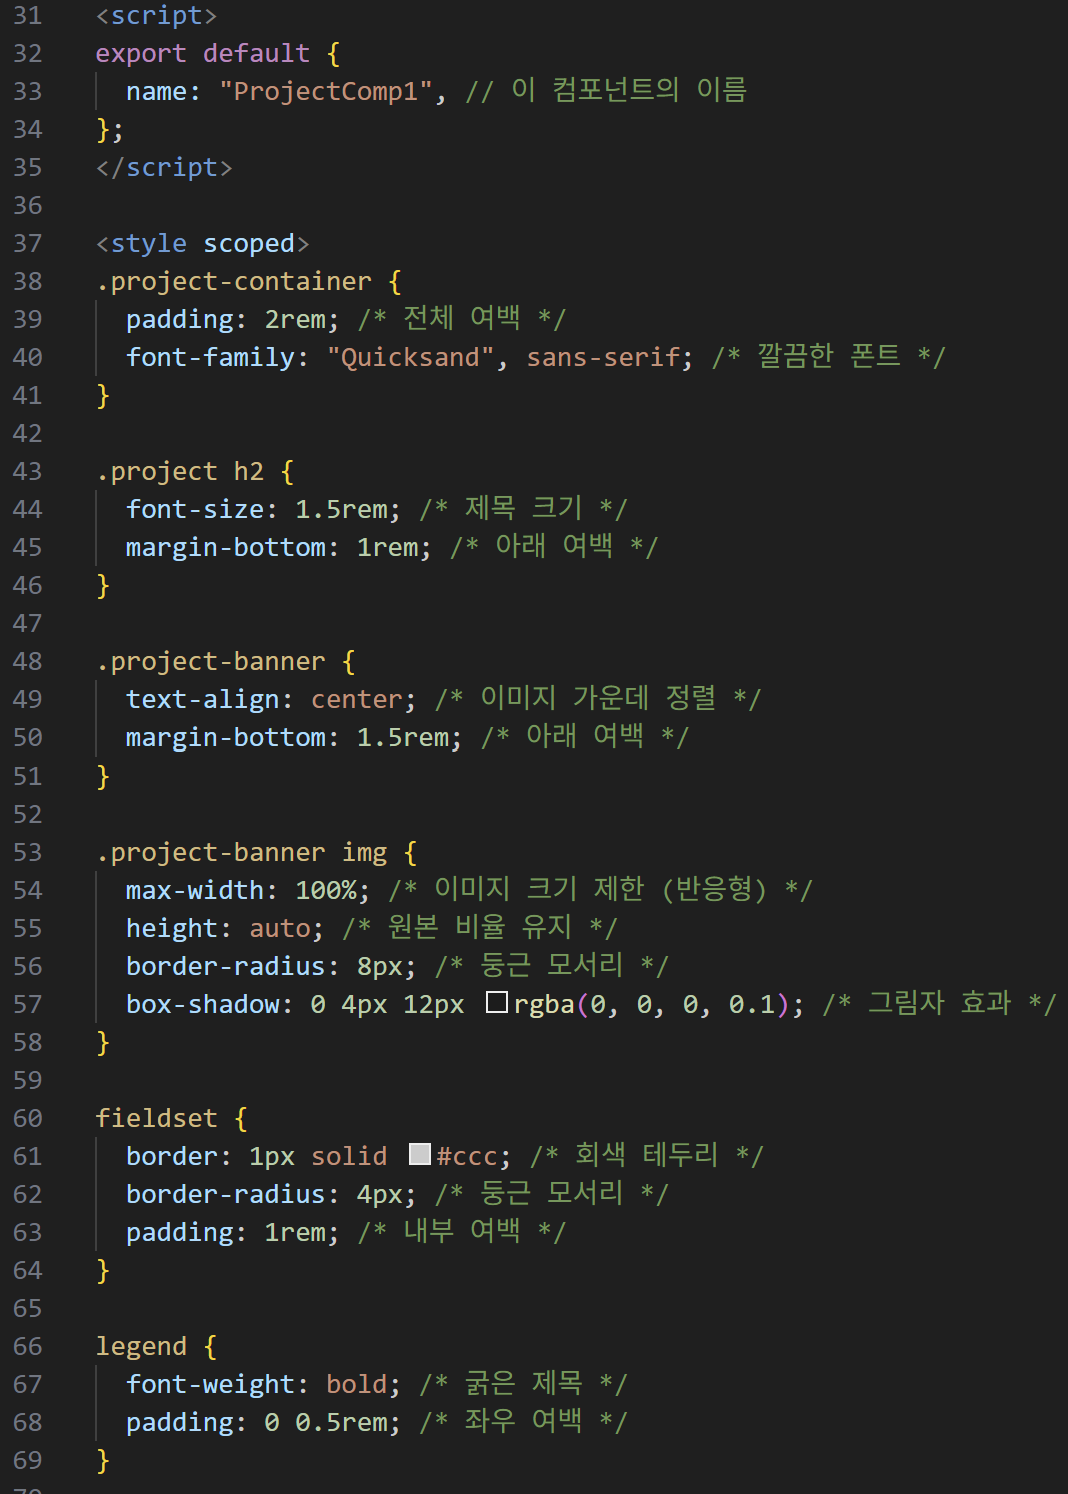 31 <script>
32 export default {
33   name: "ProjectComp1", // 이 컴포넌트의 이름
34 };
35 </script>
36
37 <style scoped>
38 .project-container {
39   padding: 2rem; /* 전체 여백 */
40   font-family: "Quicksand", sans-serif; /* 깔끔한 폰트 */
41 }
42
43 .project h2 {
44   font-size: 1.5rem; /* 제목 크기 */
45   margin-bottom: 1rem; /* 아래 여백 */
46 }
47
48 .project-banner {
49   text-align: center; /* 이미지 가운데 정렬 */
50   margin-bottom: 1.5rem; /* 아래 여백 */
51 }
52
53 .project-banner img {
54   max-width: 100%; /* 이미지 크기 제한 (반응형) */
55   height: auto; /* 원본 비율 유지 */
56   border-radius: 8px; /* 둥근 모서리 */
57   box-shadow: 0 4px 12px rgba(0, 0, 0, 0.1); /* 그림자 효과 */
58 }
59
60 fieldset {
61   border: 1px solid #ccc; /* 회색 테두리 */
62   border-radius: 4px; /* 둥근 모서리 */
63   padding: 1rem; /* 내부 여백 */
64 }
65
66 legend {
67   font-weight: bold; /* 굵은 제목 */
68   padding: 0 0.5rem; /* 좌우 여백 */
69 }